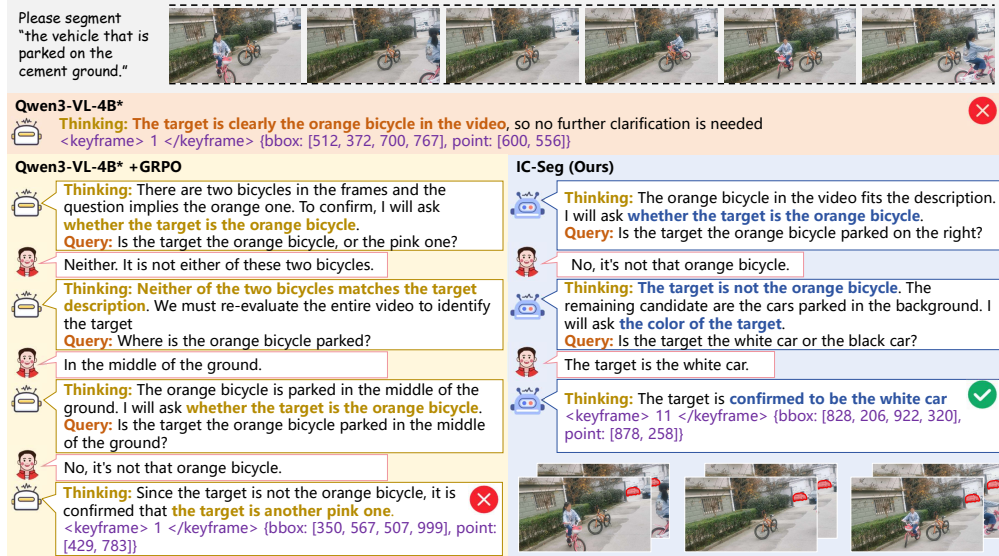 Please segment
“the vehicle that is
parked on the
cement ground.”
Qwen3-VL-4B*
Thinking: The target is clearly the orange bicycle in the video, so no further clarification is needed
<keyframe> 1 </keyframe> {bbox: [512, 372, 700, 767], point: [600, 556]}
Qwen3-VL-4B* +GRPO
Thinking: There are two bicycles in the frames and the
question implies the orange one. To confirm, I will ask
whether the target is the orange bicycle.
Query: Is the target the orange bicycle, or the pink one?
Neither. It is not either of these two bicycles.
Thinking: Neither of the two bicycles matches the target
description. We must re-evaluate the entire video to identify
the target
Query: Where is the orange bicycle parked?
In the middle of the ground.
Thinking: The orange bicycle is parked in the middle of the
ground. I will ask whether the target is the orange bicycle.
Query: Is the target the orange bicycle parked in the middle
of the ground?
No, it's not that orange bicycle.
Thinking: Since the target is not the orange bicycle, it is
confirmed that the target is another pink one.
<keyframe> 1 </keyframe> {bbox: [350, 567, 507, 999], point:
[429, 783]}
IC-Seg (Ours)
Thinking: The orange bicycle in the video fits the description.
I will ask whether the target is the orange bicycle.
Query: Is the target the orange bicycle parked on the right?
No, it's not that orange bicycle.
Thinking: The target is not the orange bicycle. The
remaining candidate are the cars parked in the background. I
will ask the color of the target.
Query: Is the target the white car or the black car?
The target is the white car.
Thinking: The target is confirmed to be the white car
<keyframe> 11 </keyframe> {bbox: [828, 206, 922, 320],
point: [878, 258]}